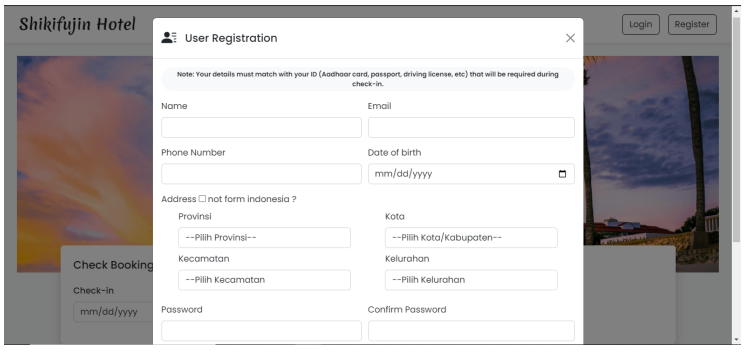 Shikifujin Hotel
Login
Register
User Registration
Note: Your details must match with your ID (Aadhaar card, passport, driving license, etc) that will be required during
check-in.
Name
Email
Phone Number
Date of birth
mm/dd/yyyy
Address not form indonesia ?
Provinsi
Kota
--Pilih Provinsi--
--Pilih Kota/Kabupaten--
Kecamatan
Kelurahan
--Pilih Kecamatan
--Pilih Kelurahan
Check Booking
Check-in
mm/dd/yyyy
Password
Confirm Password